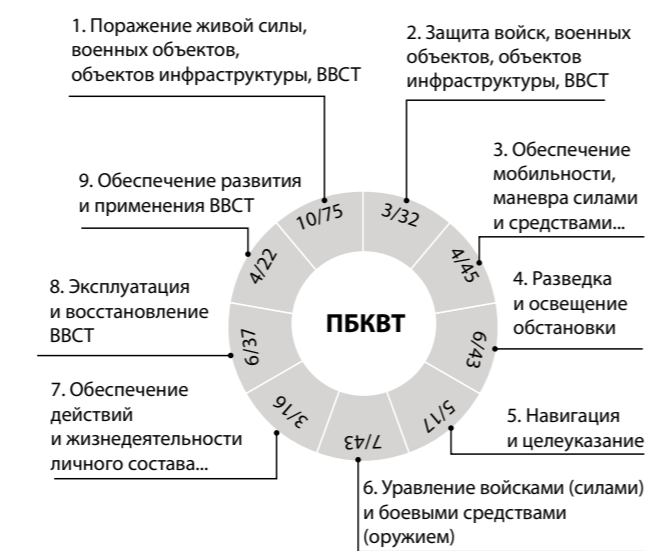 1. Поражение живой силы,
военных объектов,
объектов инфраструктуры, ВВСТ
2. Защита войск, военных
объектов, объектов
инфраструктуры, ВВСТ
3. Обеспечение
мобильности,
маневра силами
и средствами...
4. Разведка
и освещение
обстановки
5. Навигация
и целеуказание
6. Уравление войсками (силами)
и боевыми средствами
(оружием)
7. Обеспечение
действий
и жизнедеятельности
личного состава...
8. Эксплуатация
и восстановление
ВВСТ
9. Обеспечение развития
и применения ВВСТ
10/75
3/32
4/45
6/43
5/17
7/43
3/16
6/37
4/22
ПБКВТ